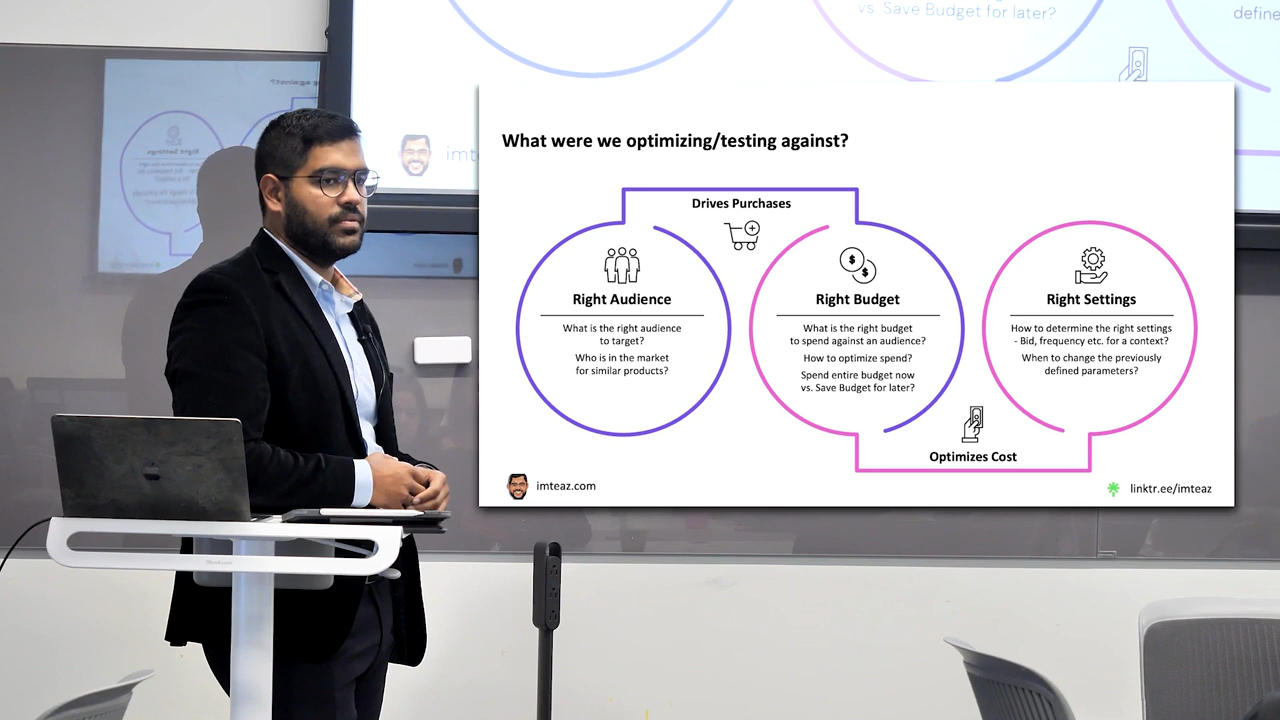 vs. Save Budget for later?
define
imt
Right Settings
What were we optimizing/testing against?
Drives Purchases
Right Audience
What is the right audience
to target?
Who is in the market
for similar products?
Right Budget
What is the right budget
to spend against an audience?
How to optimize spend?
Spend entire budget now
vs. Save Budget for later?
Right Settings
How to determine the right settings
- Bid, frequency etc. for a context?
When to change the previously
defined parameters?
Optimizes Cost
imteaz.com
linktr.ee/imteaz